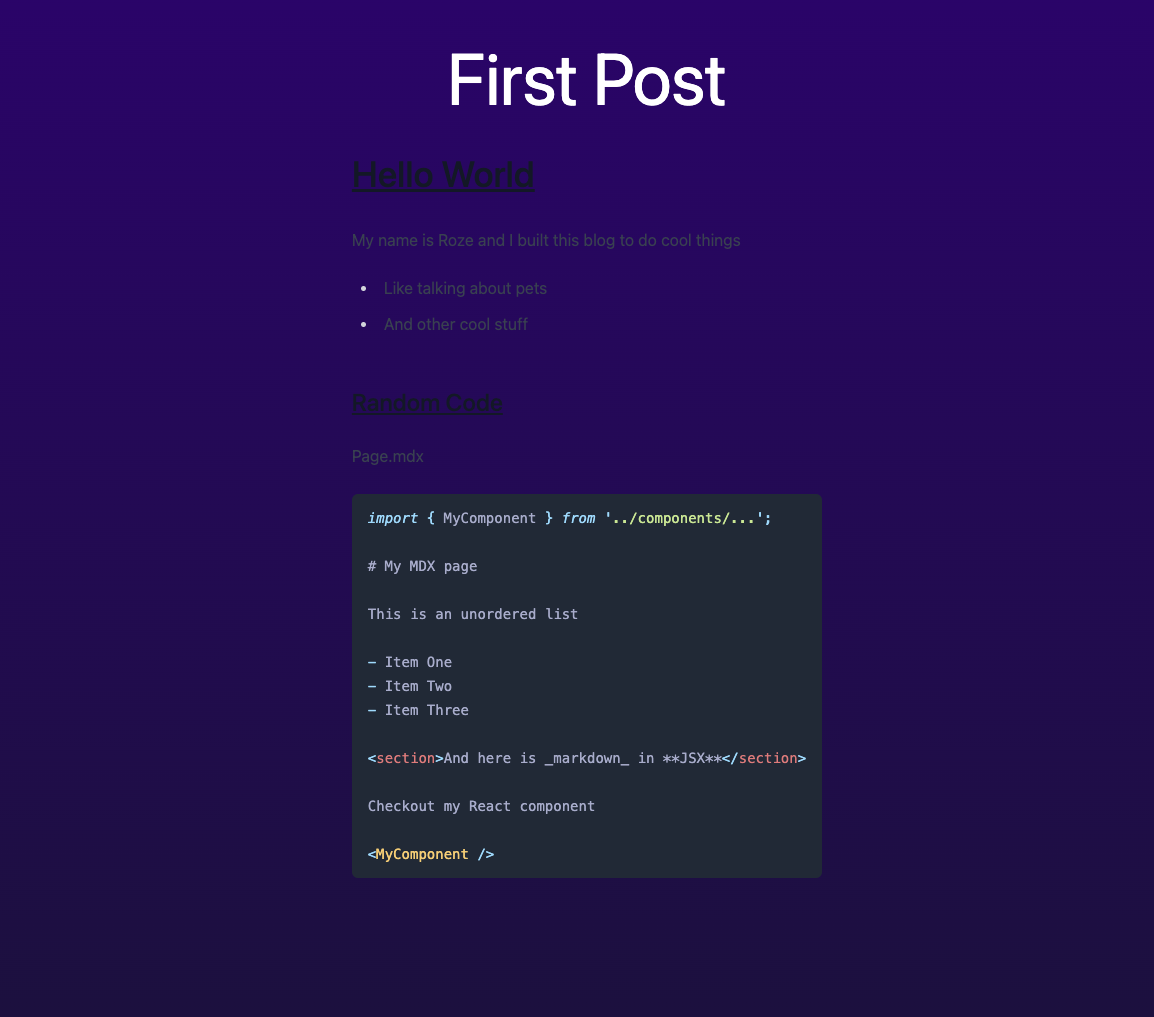 First Post
Hello World
My name is Roze and I built this blog to do cool things
• Like talking about pets
• And other cool stuff
Random Code
Page.mdx
import { MyComponent } from '../components/...';
# My MDX page
This is an unordered list
- Item One
- Item Two
- Item Three
<section>And here is _markdown_ in **JSX**</section>
Checkout my React component
<MyComponent />